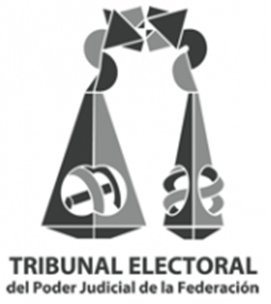 TRIBUNAL ELECTORAL
del Poder Judicial de la Federación